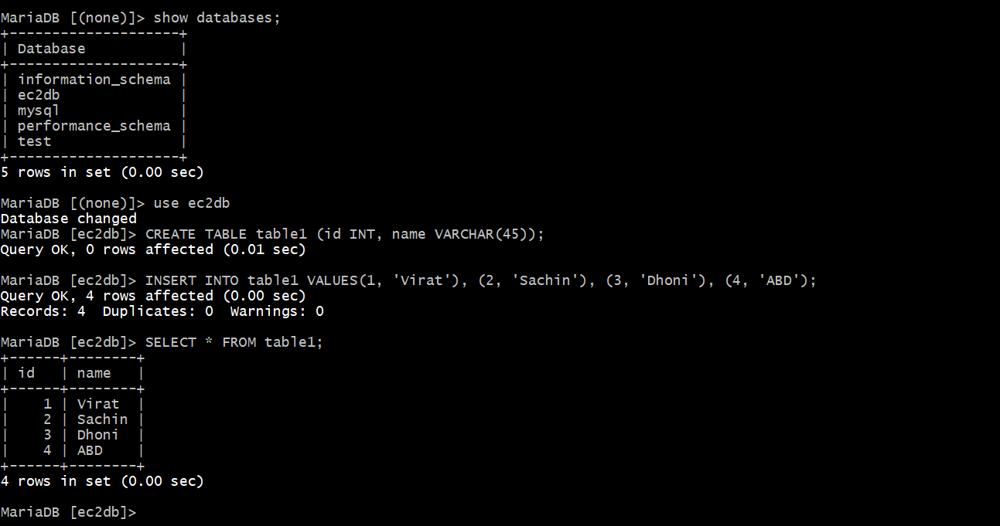 MariaDB [(none)]> show databases;
+--------------------+
| Database           |
+--------------------+
| information_schema |
| ec2db              |
| mysql              |
| performance_schema |
| test               |
+--------------------+
5 rows in set (0.00 sec)

MariaDB [(none)]> use ec2db
Database changed
MariaDB [ec2db]> CREATE TABLE table1 (id INT, name VARCHAR(45));
Query OK, 0 rows affected (0.01 sec)

MariaDB [ec2db]> INSERT INTO table1 VALUES(1, 'Virat'), (2, 'Sachin'), (3, 'Dhoni'), (4, 'ABD');
Query OK, 4 rows affected (0.00 sec)
Records: 4  Duplicates: 0  Warnings: 0

MariaDB [ec2db]> SELECT * FROM table1;
+------+--------+
| id   | name   |
+------+--------+
|    1 | Virat  |
|    2 | Sachin |
|    3 | Dhoni  |
|    4 | ABD    |
+------+--------+
4 rows in set (0.00 sec)

MariaDB [ec2db]>